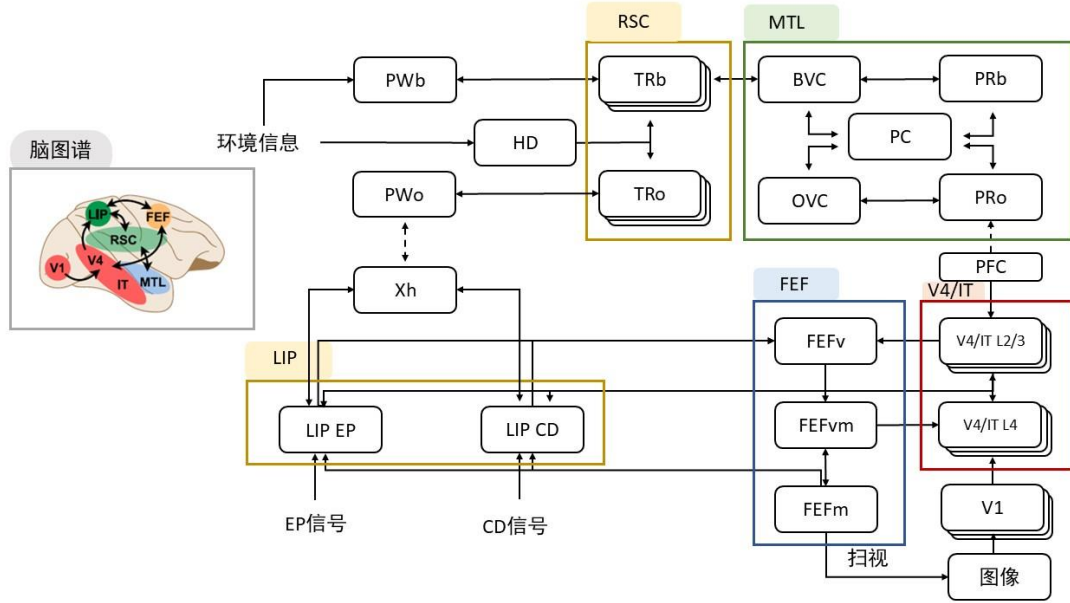 RSC
MTL
PWb
TRb
BVC
PRb
环境信息
HD
PC
脑图谱
PWo
TRo
OVC
PRo
LIP
FEF
RSC
V4
V1
IT
MTL
PFC
Xh
FEF
V4/IT
FEFv
V4/IT L2/3
LIP
LIP EP
LIP CD
FEFvm
V4/IT L4
FEFm
V1
EP信号
CD信号
扫视
图像